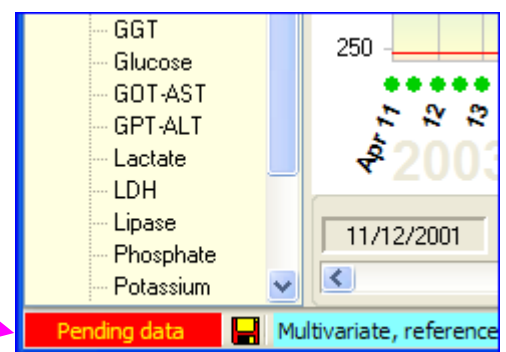 GGT
Glucose
GOT-AST
GPT-ALT
Lactate
LDH
Lipase
Phosphate
Potassium
250
Apr 11 12 13
2003
11/12/2001
Pending data
Multivariate, reference